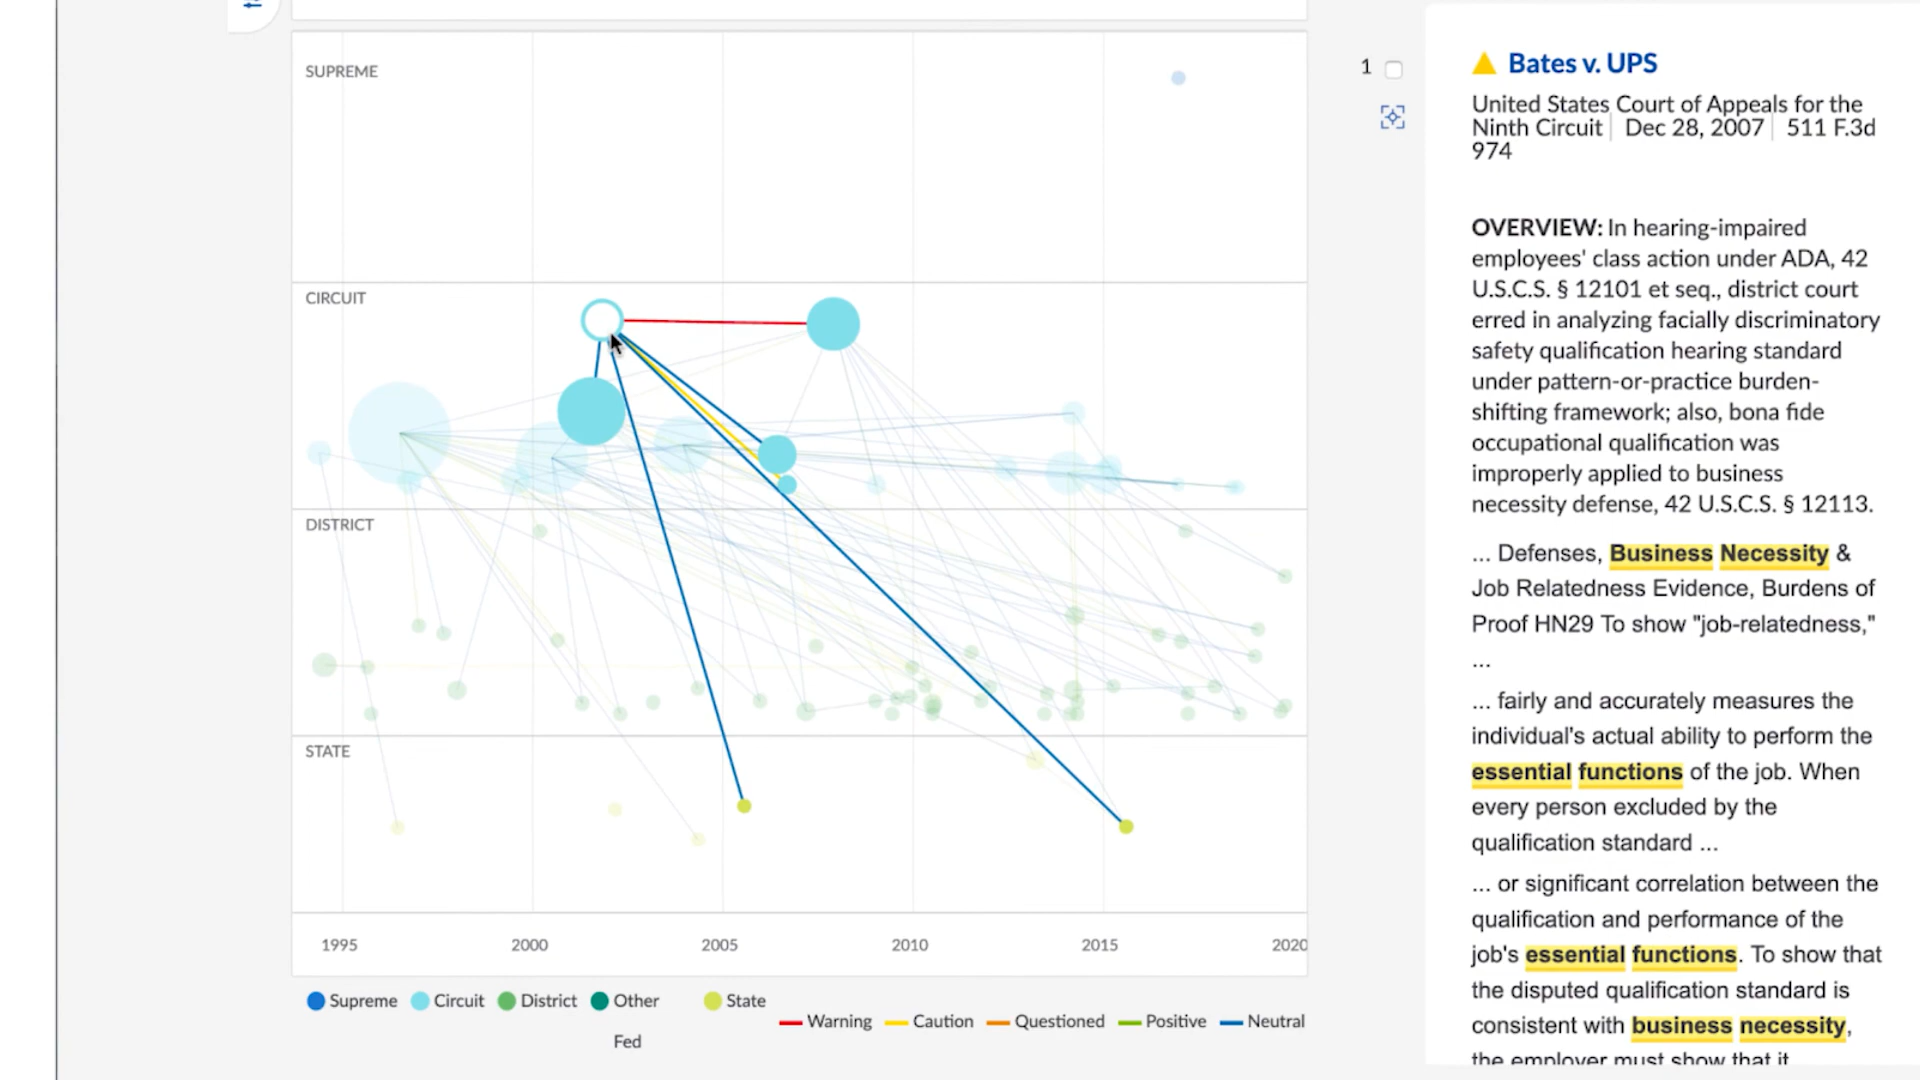 SUPREME
CIRCUIT
DISTRICT
STATE
1995 2000 2005 2010 2015 2020
Supreme Circuit District Other Fed State
Warning Caution Questioned Positive Neutral
1
Bates v. UPS
United States Court of Appeals for the
Ninth Circuit | Dec 28, 2007 | 511 F.3d
974
OVERVIEW: In hearing-impaired
employees' class action under ADA, 42
U.S.C.S. § 12101 et seq., district court
erred in analyzing facially discriminatory
safety qualification hearing standard
under pattern-or-practice burden-
shifting framework; also, bona fide
occupational qualification was
improperly applied to business
necessity defense, 42 U.S.C.S. § 12113.
... Defenses, Business Necessity &
Job Relatedness Evidence, Burdens of
Proof HN29 To show "job-relatedness,"
...
... fairly and accurately measures the
individual's actual ability to perform the
essential functions of the job. When
every person excluded by the
qualification standard ...
... or significant correlation between the
qualification and performance of the
job's essential functions. To show that
the disputed qualification standard is
consistent with business necessity,
the employer must show that it